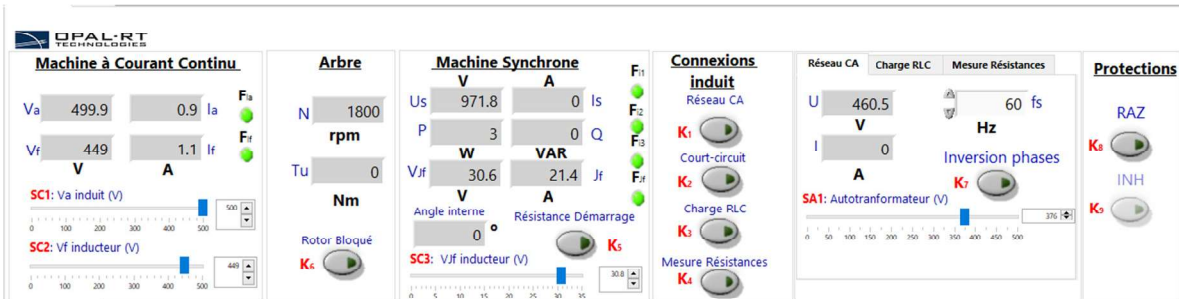 OPAL-RT
TECHNOLOGIES
Machine à Courant Continu
Va 499.9 0.9 Ia
FIa
Vf 449 1.1 If
FIf
V A
SC1: Va induit (V)
500
0 100 200 300 400 500
SC2: Vf inducteur (V)
449
0 100 200 300 400 500
Arbre
N 1800
rpm
Tu 0
Nm
Rotor Bloqué
K6
Machine Synchrone
V A
Us 971.8 0 Is
P 3 0 Q
W VAR
VJf 30.6 21.4 Jf
V A
Fi1
Fi2
Fi3
FJf
Angle interne
0 °
Résistance Démarrage
K5
SC3: VJf inducteur (V)
30.8
0 5 10 15 20 25 30 35
Connexions
induit
Réseau CA
K1
Court-circuit
K2
Charge RLC
K3
Mesure Résistances
K4
Réseau CA Charge RLC Mesure Résistances
U 460.5 60 fs
V Hz
I 0
A
Inversion phases
K7
SA1: Autotranformateur (V)
376
0 50 100 150 200 250 300 350 400 450 500
Protections
RAZ
K8
INH
K9